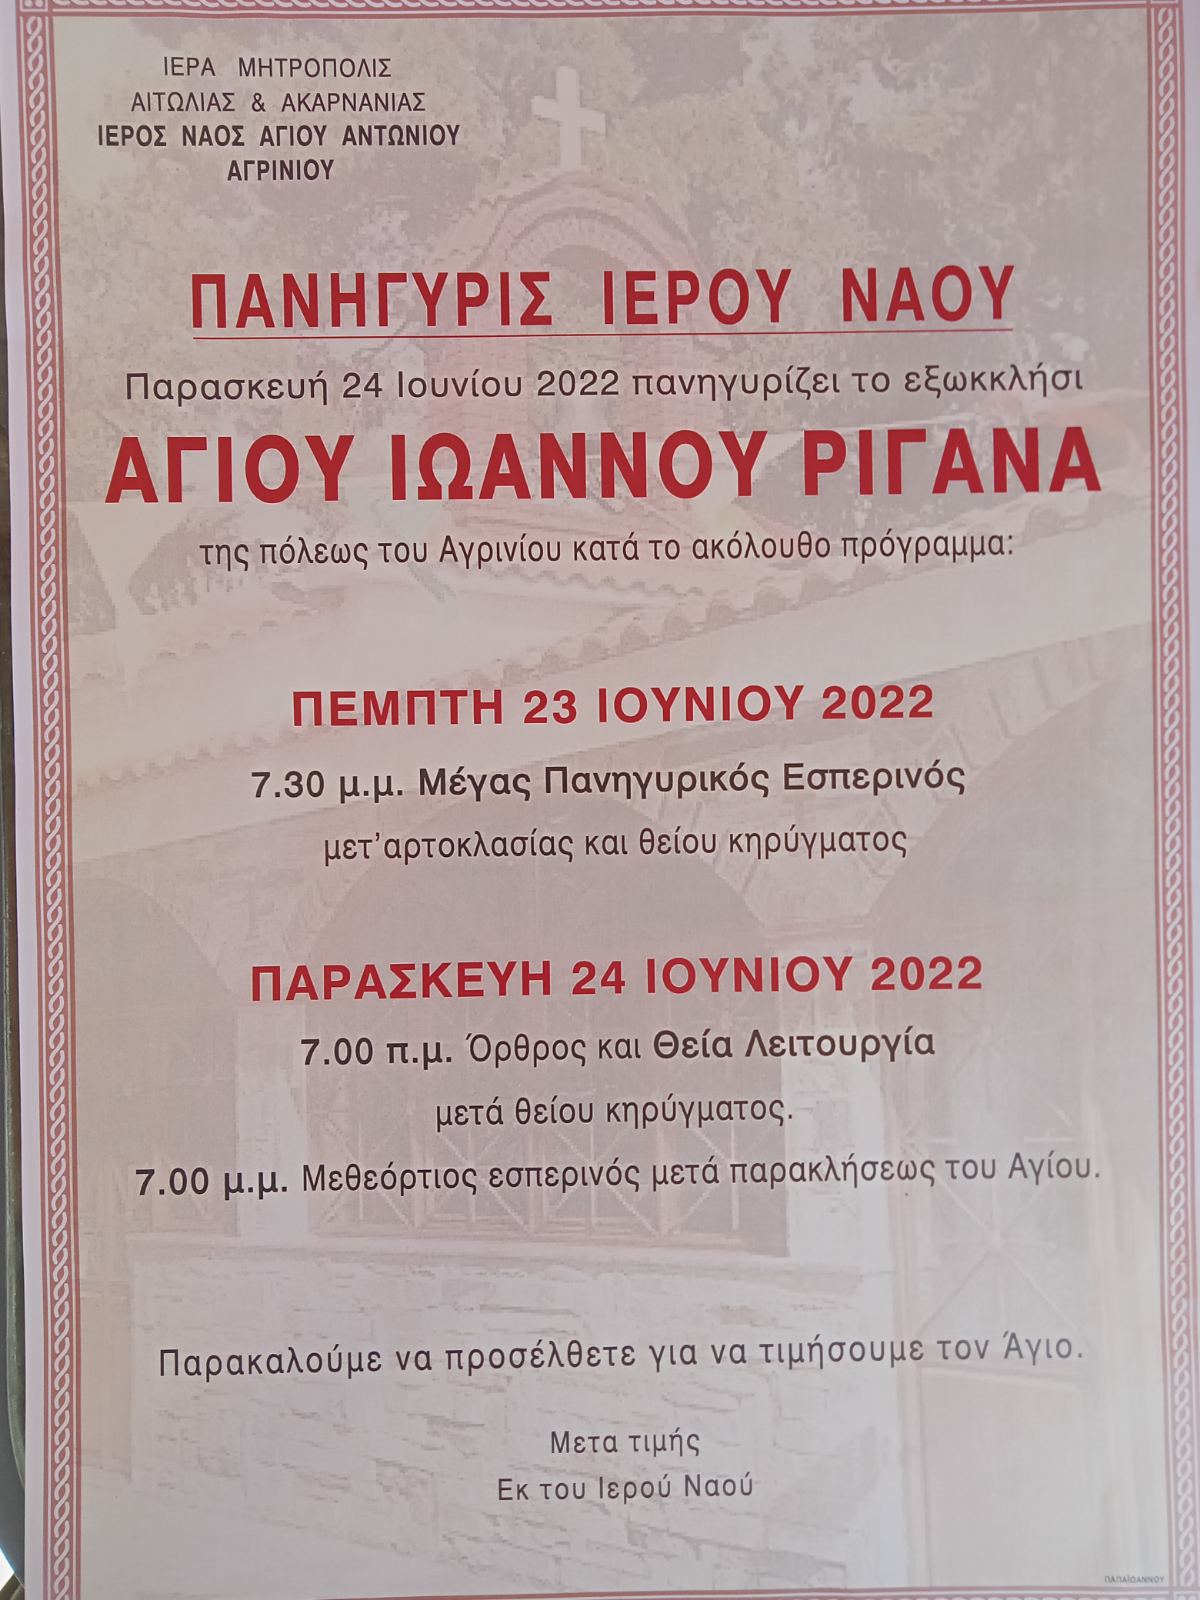 ΙΕΡΑ ΜΗΤΡΟΠΟΛΙΣ
ΑΙΤΩΛΙΑΣ & ΑΚΑΡΝΑΝΙΑΣ
ΙΕΡΟΣ ΝΑΟΣ ΑΓΙΟΥ ΑΝΤΩΝΙΟΥ
ΑΓΡΙΝΙΟΥ
ΠΑΝΗΓΥΡΙΣ ΙΕΡΟΥ ΝΑΟΥ
Παρασκευή 24 Ιουνίου 2022 πανηγυρίζει το εξωκκλήσι
ΑΓΙΟΥ ΙΩΑΝΝΟΥ ΡΙΓΑΝΑ
της πόλεως του Αγρινίου κατά το ακόλουθο πρόγραμμα:
ΠΕΜΠΤΗ 23 ΙΟΥΝΙΟΥ 2022
7.30 μ.μ. Μέγας Πανηγυρικός Εσπερινός
μετ’αρτοκλασίας και θείου κηρύγματος
ΠΑΡΑΣΚΕΥΗ 24 ΙΟΥΝΙΟΥ 2022
7.00 π.μ. Όρθρος και Θεία Λειτουργία
μετά θείου κηρύγματος.
7.00 μ.μ. Μεθεόρτιος εσπερινός μετά παρακλήσεως του Αγίου.
Παρακαλούμε να προσέλθετε για να τιμήσουμε τον Άγιο.
Μετα τιμής
Εκ του Ιερού Ναού
ΠΑΠΑΪΩΑΝΝΟΥ